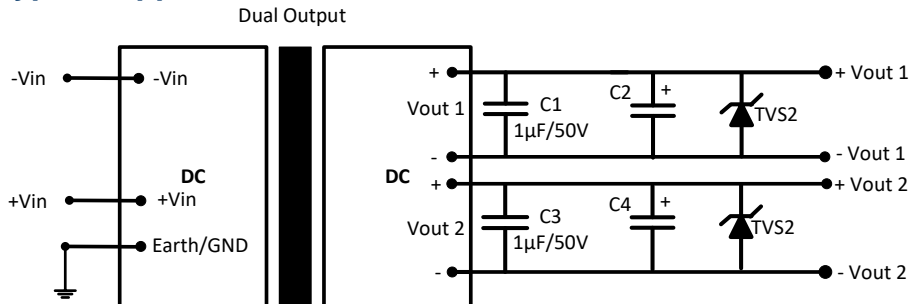 Dual Output
-Vin
-Vin
+Vin
+Vin
DC
Earth/GND
DC
+
Vout 1
-
+
Vout 2
-
C1
1µF/50V
C2
+
TVS2
+ Vout 1
- Vout 1
C3
1µF/50V
C4
+
TVS2
+ Vout 2
- Vout 2